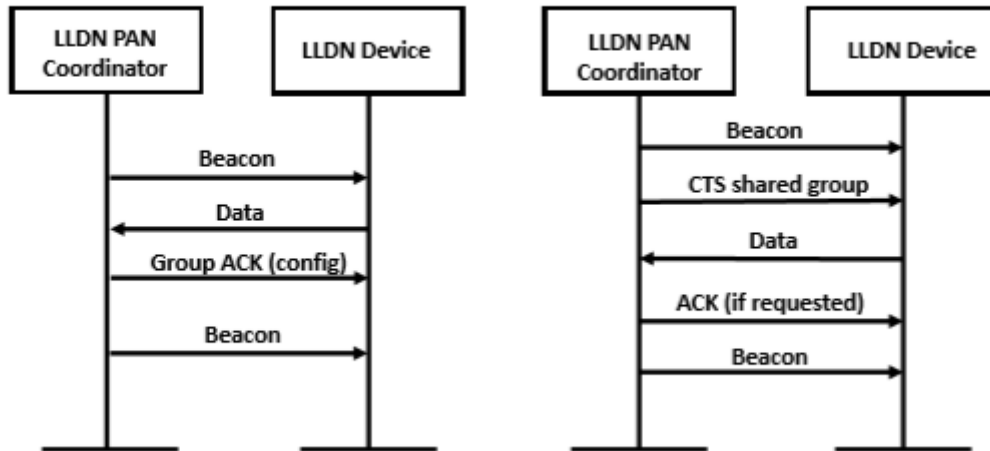 LLDN PAN
Coordinator
LLDN Device
Beacon
Data
Group ACK (config)
Beacon
LLDN PAN
Coordinator
LLDN Device
Beacon
CTS shared group
Data
ACK (if requested)
Beacon